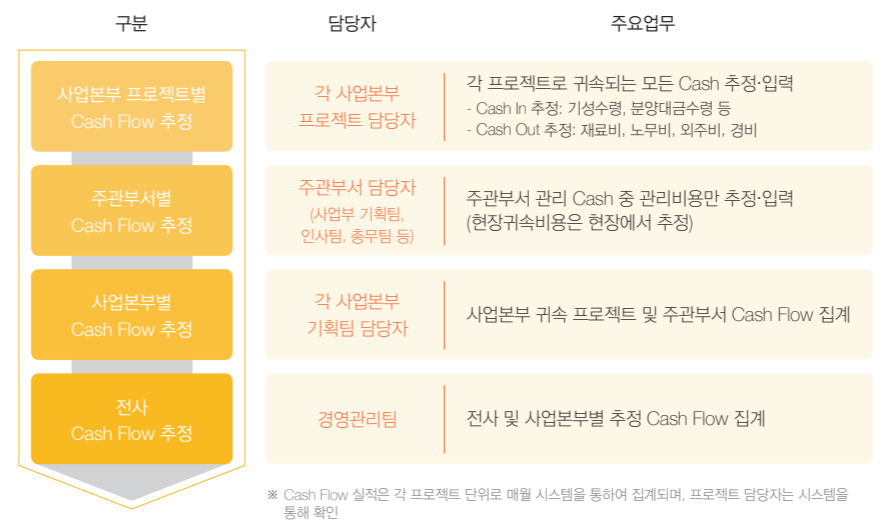 구분
담당자
주요업무
사업본부 프로젝트별
Cash Flow 추정
각 사업본부
프로젝트 담당자
각 프로젝트로 귀속되는 모든 Cash 추정·입력
- Cash In 추정: 기성수령, 분양대금수령 등
- Cash Out 추정: 재료비, 노무비, 외주비, 경비
주관부서별
Cash Flow 추정
주관부서 담당자
(사업부 기획팀,
인사팀, 총무팀 등)
주관부서 관리 Cash 중 관리비용만 추정·입력
(현장귀속비용은 현장에서 추정)
사업본부별
Cash Flow 추정
각 사업본부
기획팀 담당자
사업본부 귀속 프로젝트 및 주관부서 Cash Flow 집계
전사
Cash Flow 추정
경영관리팀
전사 및 사업본부별 추정 Cash Flow 집계
※ Cash Flow 실적은 각 프로젝트 단위로 매월 시스템을 통하여 집계되며, 프로젝트 담당자는 시스템을
통해 확인